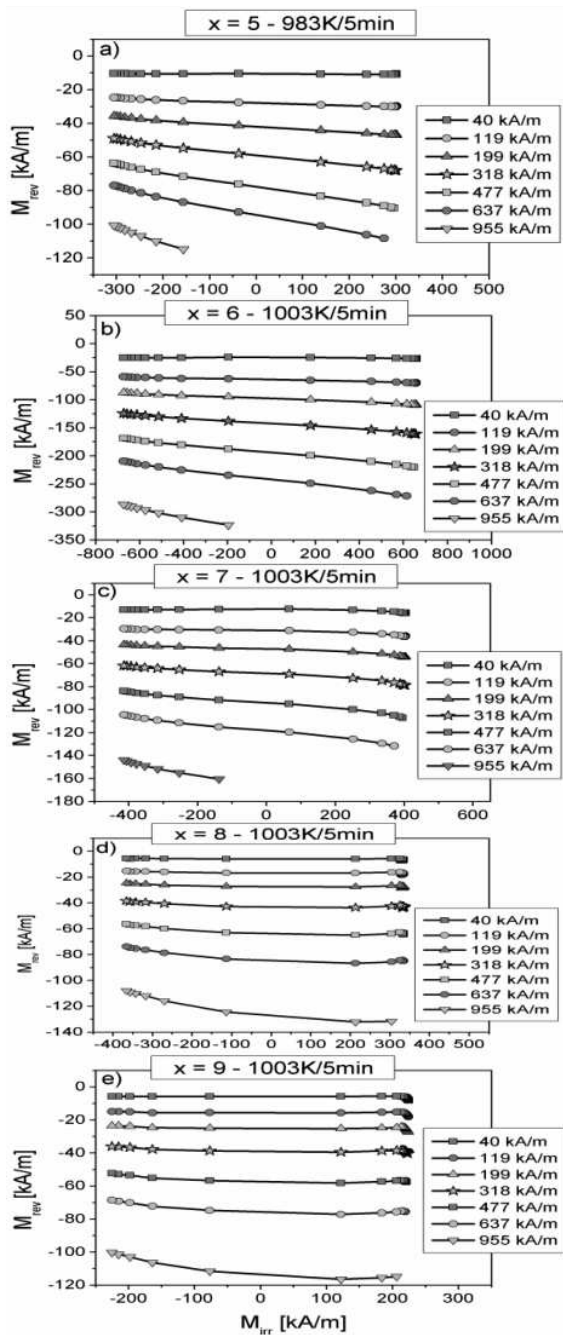 x = 5 - 983K/5min
a)
0
-20
-40
-60
-80
-100
-120
M_rev [kA/m]
40 kA/m
119 kA/m
199 kA/m
318 kA/m
477 kA/m
637 kA/m
955 kA/m
-300 -200 -100 0 100 200 300 400 500
x = 6 - 1003K/5min
b)
50
0
-50
-100
-150
-200
-250
-300
-350
M_rev [kA/m]
40 kA/m
119 kA/m
199 kA/m
318 kA/m
477 kA/m
637 kA/m
955 kA/m
-800 -600 -400 -200 0 200 400 600 800 1000
x = 7 - 1003K/5min
c)
0
-20
-40
-60
-80
-100
-120
-140
-160
-180
M_rev [kA/m]
40 kA/m
119 kA/m
199 kA/m
318 kA/m
477 kA/m
637 kA/m
955 kA/m
-400 -200 0 200 400 600
x = 8 - 1003K/5min
d)
0
-20
-40
-60
-80
-100
-120
-140
M_rev [kA/m]
40 kA/m
119 kA/m
199 kA/m
318 kA/m
477 kA/m
637 kA/m
955 kA/m
-400 -300 -200 -100 0 100 200 300 400 500
x = 9 - 1003K/5min
e)
0
-20
-40
-60
-80
-100
-120
M_rev [kA/m]
40 kA/m
119 kA/m
199 kA/m
318 kA/m
477 kA/m
637 kA/m
955 kA/m
-200 -100 0 100 200 300
M_irr [kA/m]